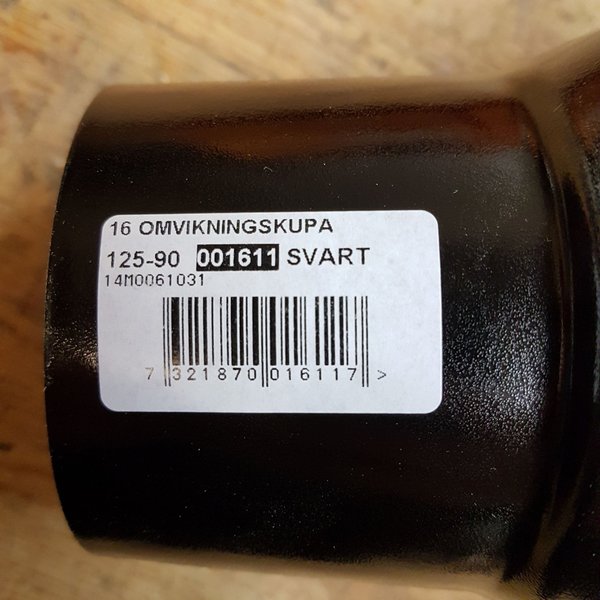 16 OMVIKNINGSKUPA
125-90 001611 SVART
14M0061031
7 321870 016117 >